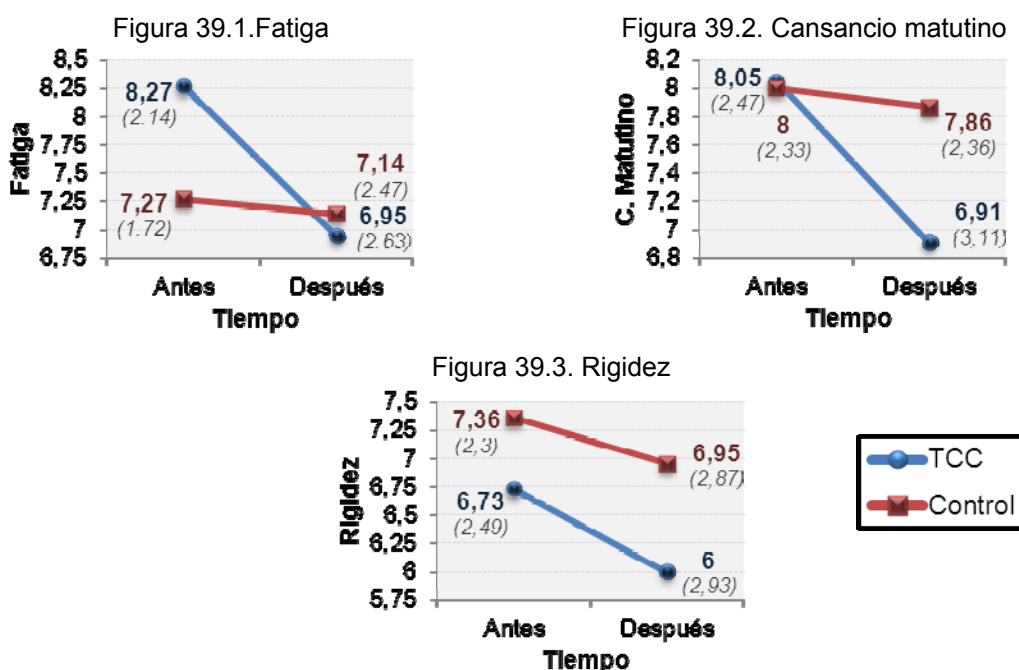 Figura 39.1.Fatiga
8,5
8,25
8
7,75
7,5
7,25
7
6,75
Fatiga
8,27
(2.14)
7,27
(1.72)
7,14
(2.47)
6,95
(2.63)
Antes
Después
Tiempo
Figura 39.2. Cansancio matutino
8,2
8
7,8
7,6
7,4
7,2
7
6,8
C. Matutino
8,05
(2,47)
8
(2,33)
7,86
(2,36)
6,91
(3,11)
Antes
Después
Tiempo
Figura 39.3. Rigidez
7,5
7,25
7
6,75
6,5
6,25
6
5,75
Rigidez
7,36
(2,3)
6,73
(2,49)
6,95
(2,87)
6
(2,93)
Antes
Después
Tiempo
TCC
Control